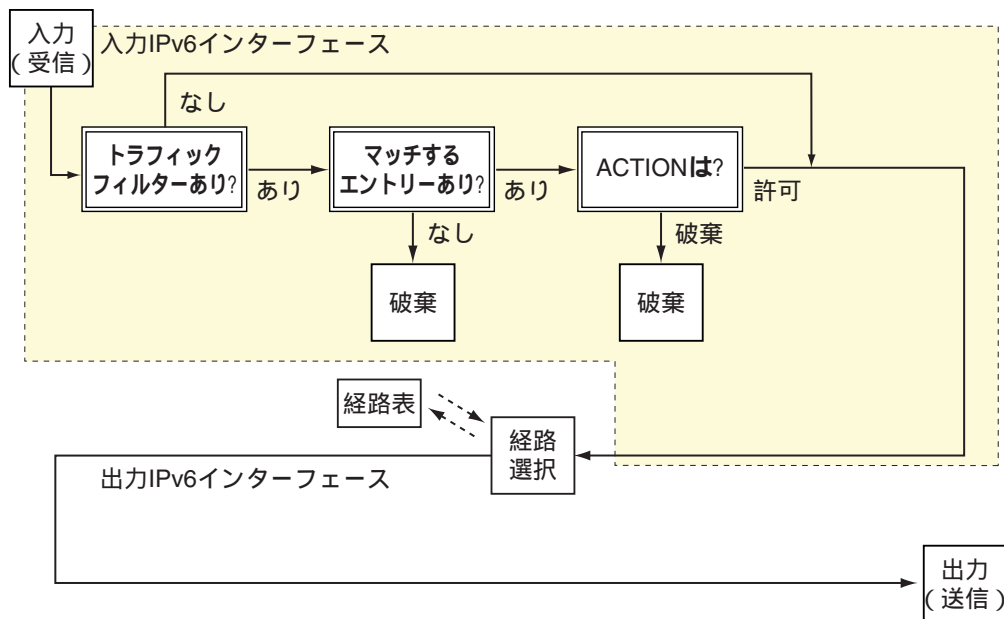 入力
(受信)
入力IPv6インターフェース
なし
トラフィック
フィルターあり?
あり
マッチする
エントリーあり?
あり
ACTIONは?
許可
なし
破棄
破棄
破棄
経路表
経路
選択
出力IPv6インターフェース
出力
(送信)